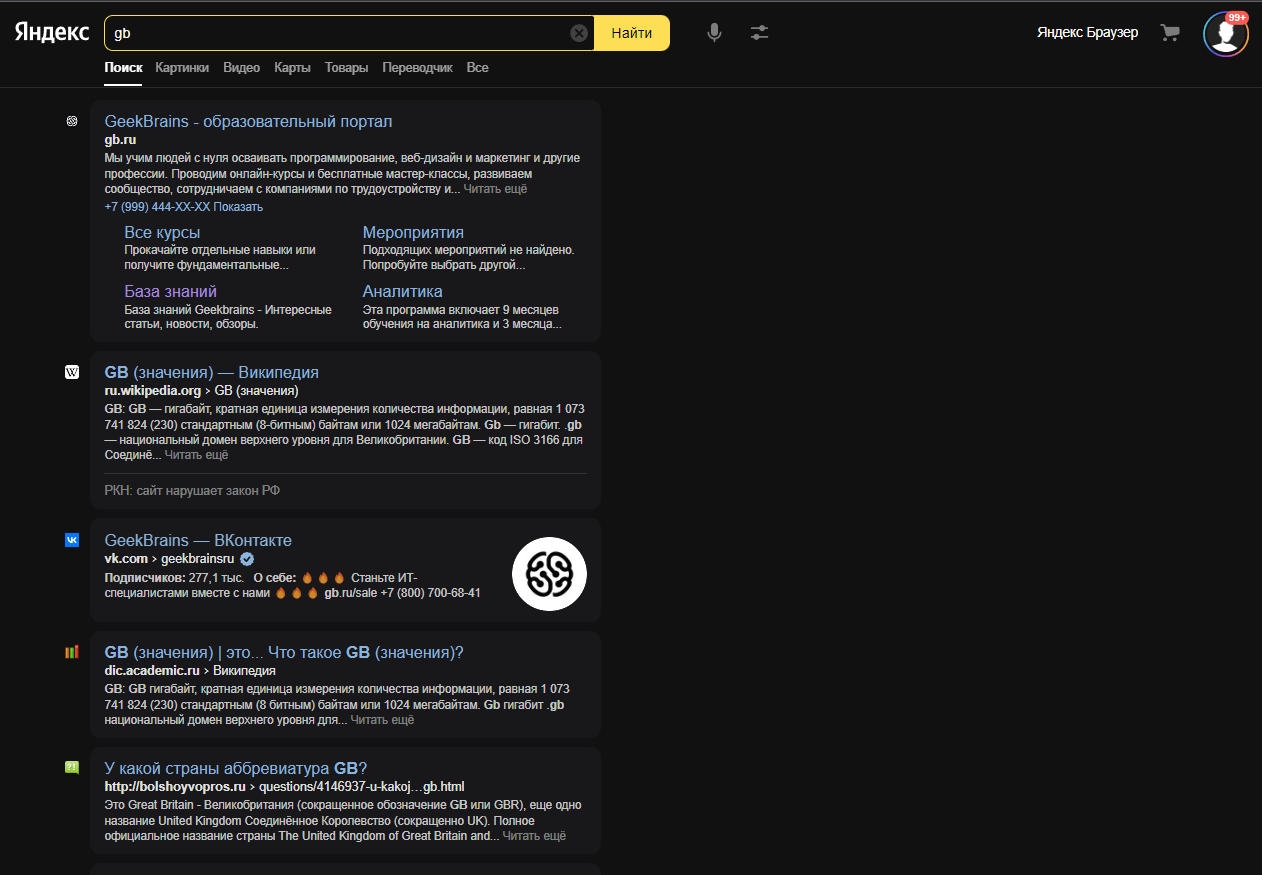 Яндекс
gb
Найти
Яндекс Браузер
99+
Поиск Картинки Видео Карты Товары Переводчик Все
GeekBrains - образовательный портал
gb.ru
Мы учим людей с нуля осваивать программирование, веб-дизайн и маркетинг и другие
профессии. Проводим онлайн-курсы и бесплатные мастер-классы, развиваем
сообщество, сотрудничаем с компаниями по трудоустройству и... Читать ещё
+7 (999) 444-XX-XX Показать
Все курсы
Прокачайте отдельные навыки или
получите фундаментальные...
Мероприятия
Подходящих мероприятий не найдено.
Попробуйте выбрать другой...
База знаний
База знаний Geekbrains - Интересные
статьи, новости, обзоры.
Аналитика
Эта программа включает 9 месяцев
обучения на аналитика и 3 месяца...
W
GB (значения) — Википедия
ru.wikipedia.org › GB (значения)
GB: GB — гигабайт, кратная единица измерения количества информации, равная 1 073
741 824 (230) стандартным (8-битным) байтам или 1024 мегабайтам. Gb — гигабит. .gb
— национальный домен верхнего уровня для Великобритании. GB — код ISO 3166 для
Соединё... Читать ещё
РКН: сайт нарушает закон РФ
GeekBrains — ВКонтакте
vk.com › geekbrainsru
Подписчиков: 277,1 тыс. О себе: 🔥 🔥 🔥 Станьте ИТ-
специалистами вместе с нами 🔥 🔥 🔥 gb.ru/sale +7 (800) 700-68-41
GB (значения) | это... Что такое GB (значения)?
dic.academic.ru › Википедия
GB: GB гигабайт, кратная единица измерения количества информации, равная 1 073
741 824 (230) стандартным (8 битным) байтам или 1024 мегабайтам. Gb гигабит .gb
национальный домен верхнего уровня для... Читать ещё
?!
У какой страны аббревиатура GB?
http://bolshoyvopros.ru › questions/4146937-u-kakoj...gb.html
Это Great Britain - Великобритания (сокращенное обозначение GB или GBR), еще одно
название United Kingdom Соединённое Королевство (сокращенно UK). Полное
официальное название страны The United Kingdom of Great Britain and... Читать ещё